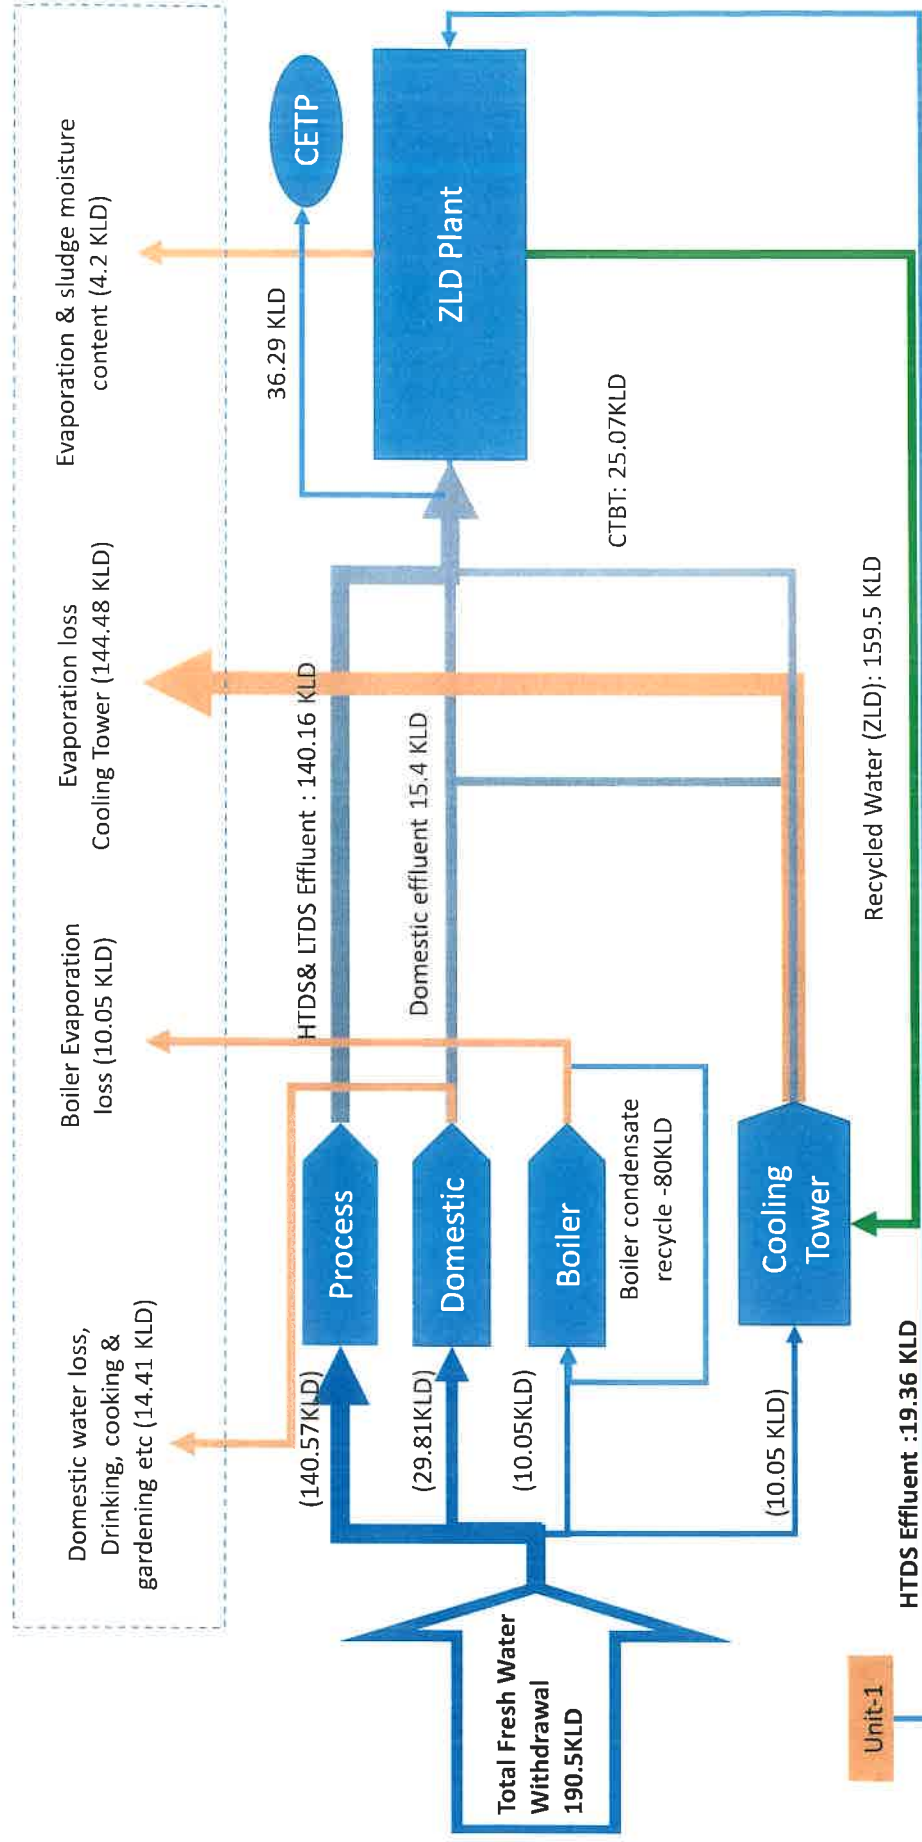 Domestic water loss,
Drinking, cooking &
gardening etc (14.41 KLD)
Boiler Evaporation
loss (10.05 KLD)
Evaporation loss
Cooling Tower (144.48 KLD)
Evaporation & sludge moisture
content (4.2 KLD)
CETP
36.29 KLD
(140.57KLD)
Process
HTDS& LTDS Effluent : 140.16 KLD
(29.81KLD)
Domestic
Domestic effluent 15.4 KLD
ZLD Plant
Total Fresh Water
Withdrawal
190.5KLD
(10.05KLD)
Boiler
Boiler condensate
recycle -80KLD
CTBT: 25.07KLD
(10.05 KLD)
Cooling
Tower
Recycled Water (ZLD): 159.5 KLD
Unit-1
HTDS Effluent :19.36 KLD